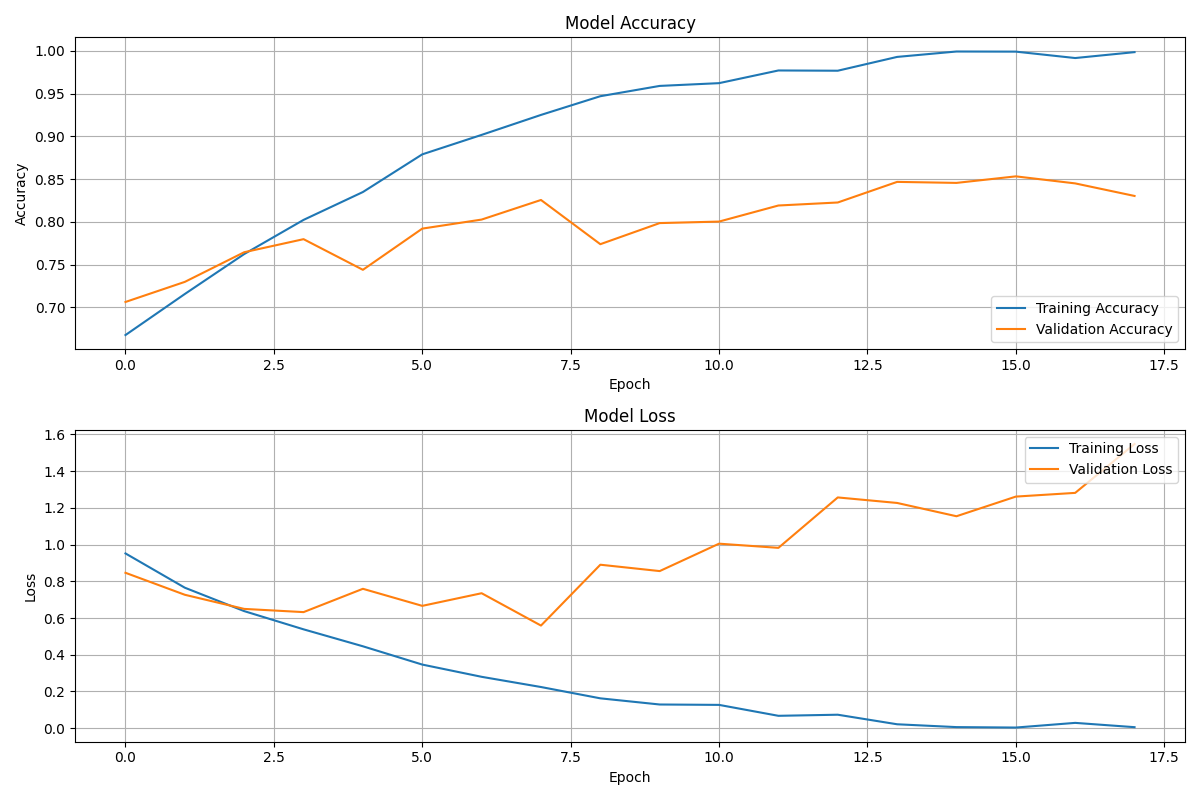 Model Accuracy
1.00
0.95
0.90
0.85
0.80
0.75
0.70
Accuracy
Training Accuracy
Validation Accuracy
0.0 2.5 5.0 7.5 10.0 12.5 15.0 17.5
Epoch
Model Loss
1.6
1.4
1.2
1.0
0.8
0.6
0.4
0.2
0.0
Loss
Training Loss
Validation Loss
0.0 2.5 5.0 7.5 10.0 12.5 15.0 17.5
Epoch